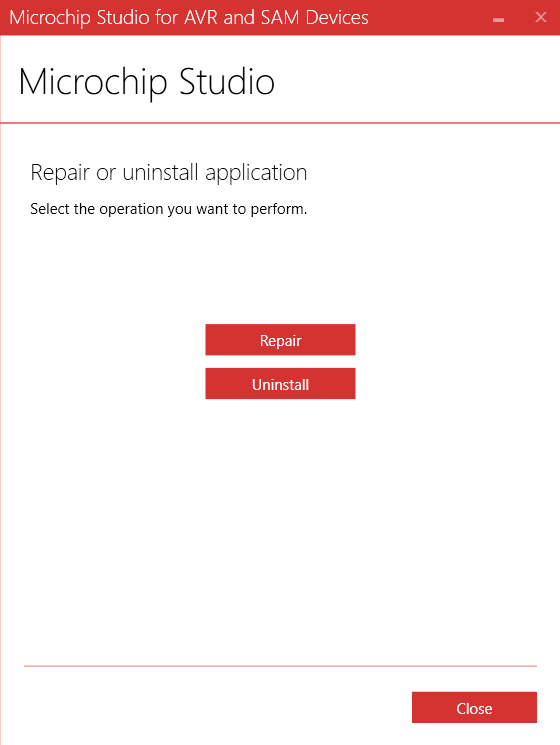 Microchip Studio for AVR and SAM Devices
Microchip Studio
Repair or uninstall application
Select the operation you want to perform.
Repair
Uninstall
Close